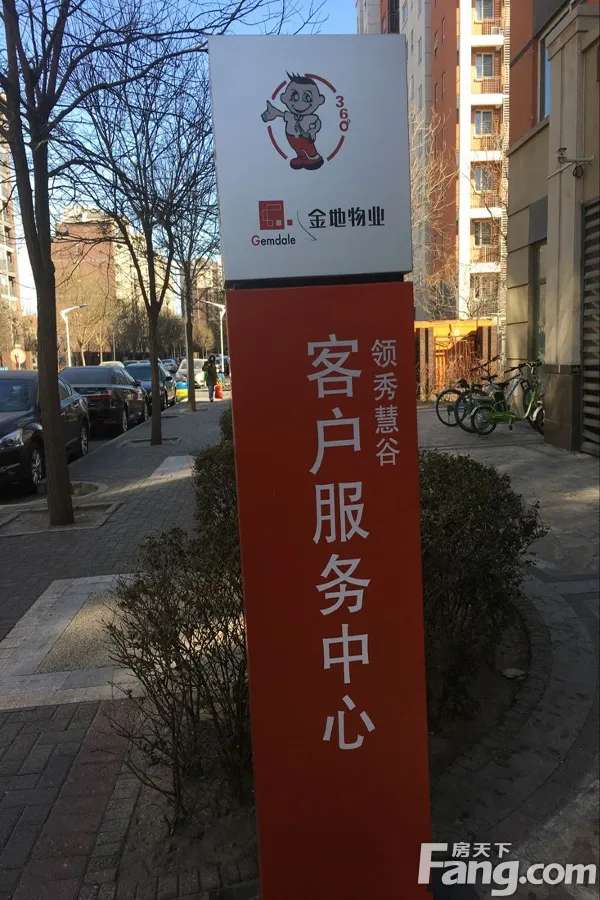 360°
Gemdale 金地物业
领秀慧谷
客户服务中心
房天下
Fang.com